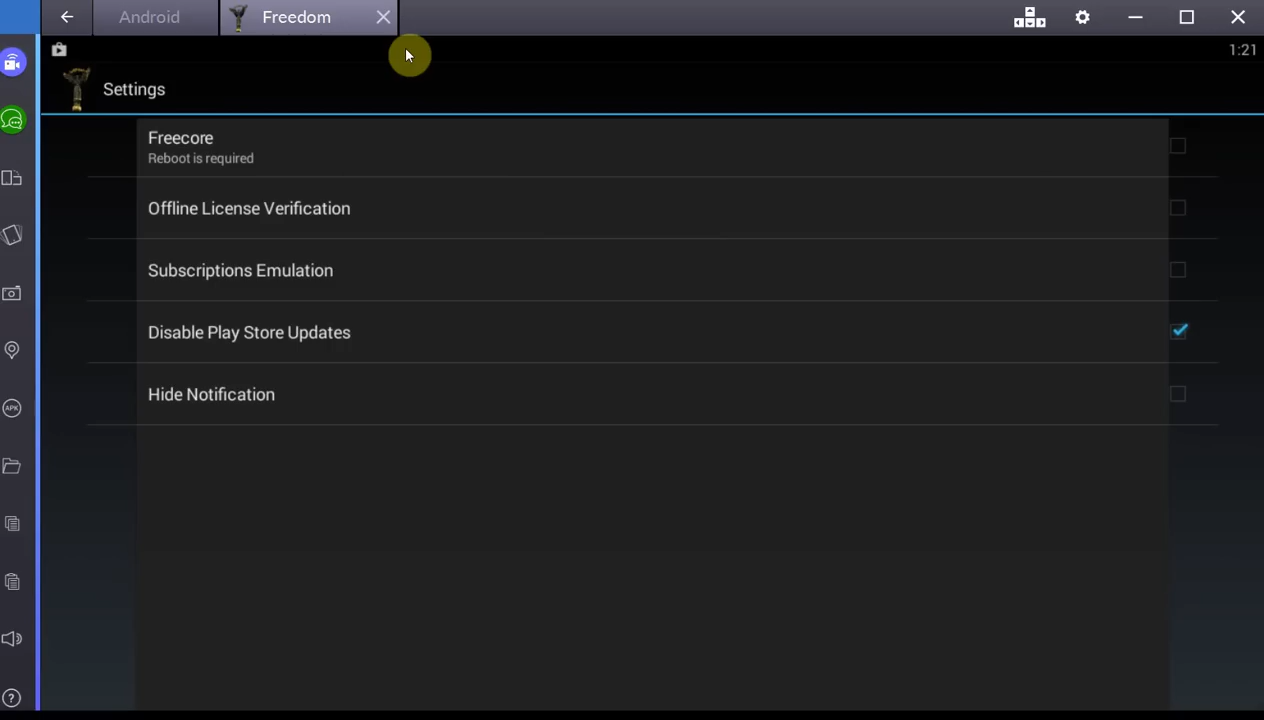 Android
Freedom
1:21
Settings
Freecore
Reboot is required
Offline License Verification
Subscriptions Emulation
Disable Play Store Updates
Hide Notification
APK
?